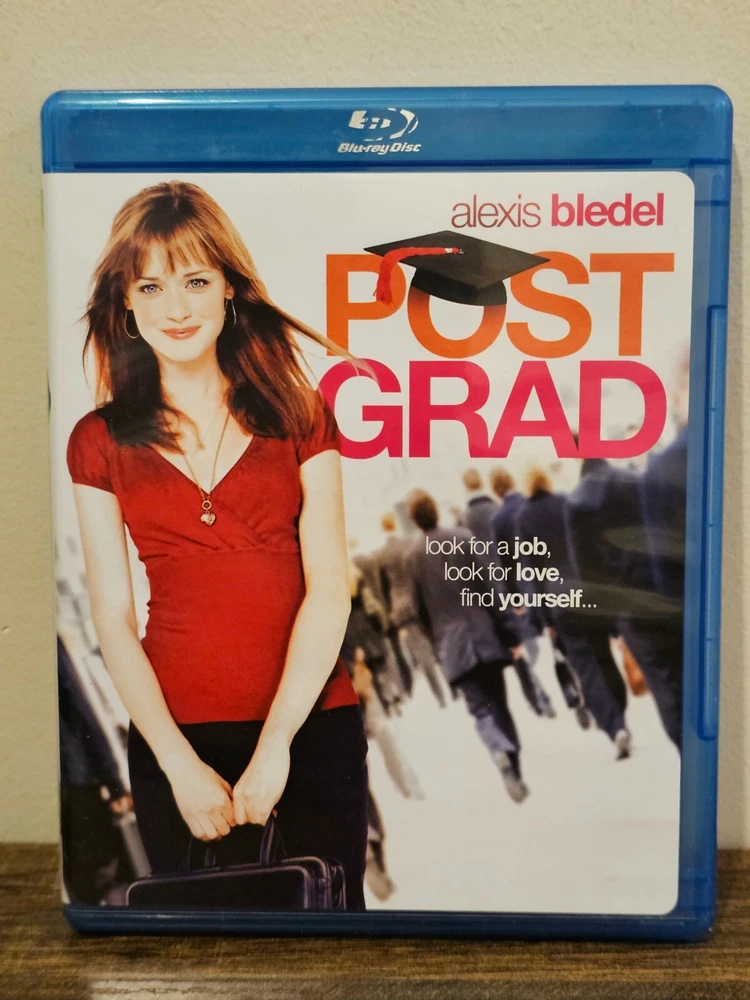 Blu-ray Disc
alexis bledel
POST
GRAD
look for a job,
look for love,
find yourself...